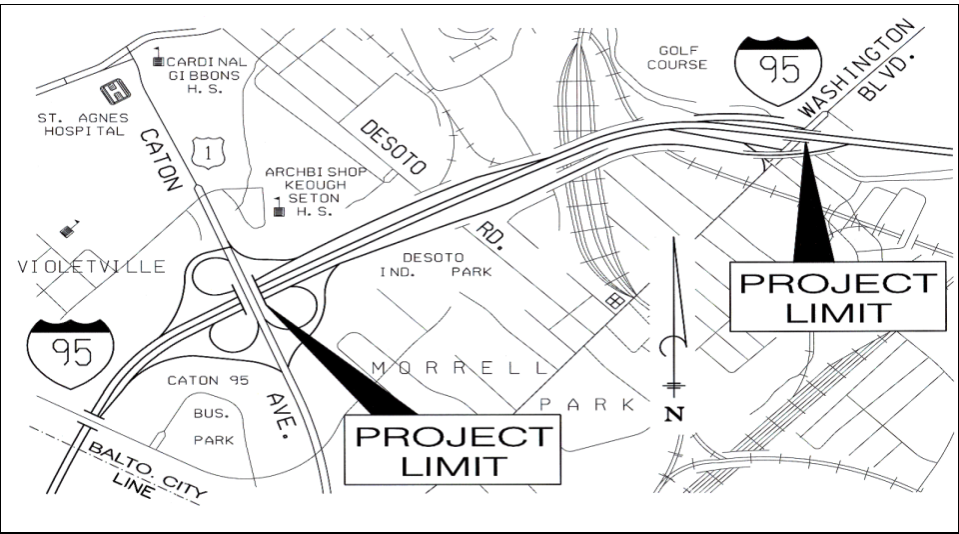 CARDINAL
GIBBONS
H.S.
ST. AGNES
HOSPITAL
H
CATON
1
DESOTO
GOLF
COURSE
95
WASHINGTON
BLVD.
ARCHBISHOP
KEOUGH
SETON
H.S.
RD.
VIOLETVILLE
DESOTO
IND. PARK
PROJECT
LIMIT
95
MORRELL
PARK
CATON 95
BUS.
PARK
AVE.
PROJECT
LIMIT
N
BALTO. CITY
LINE